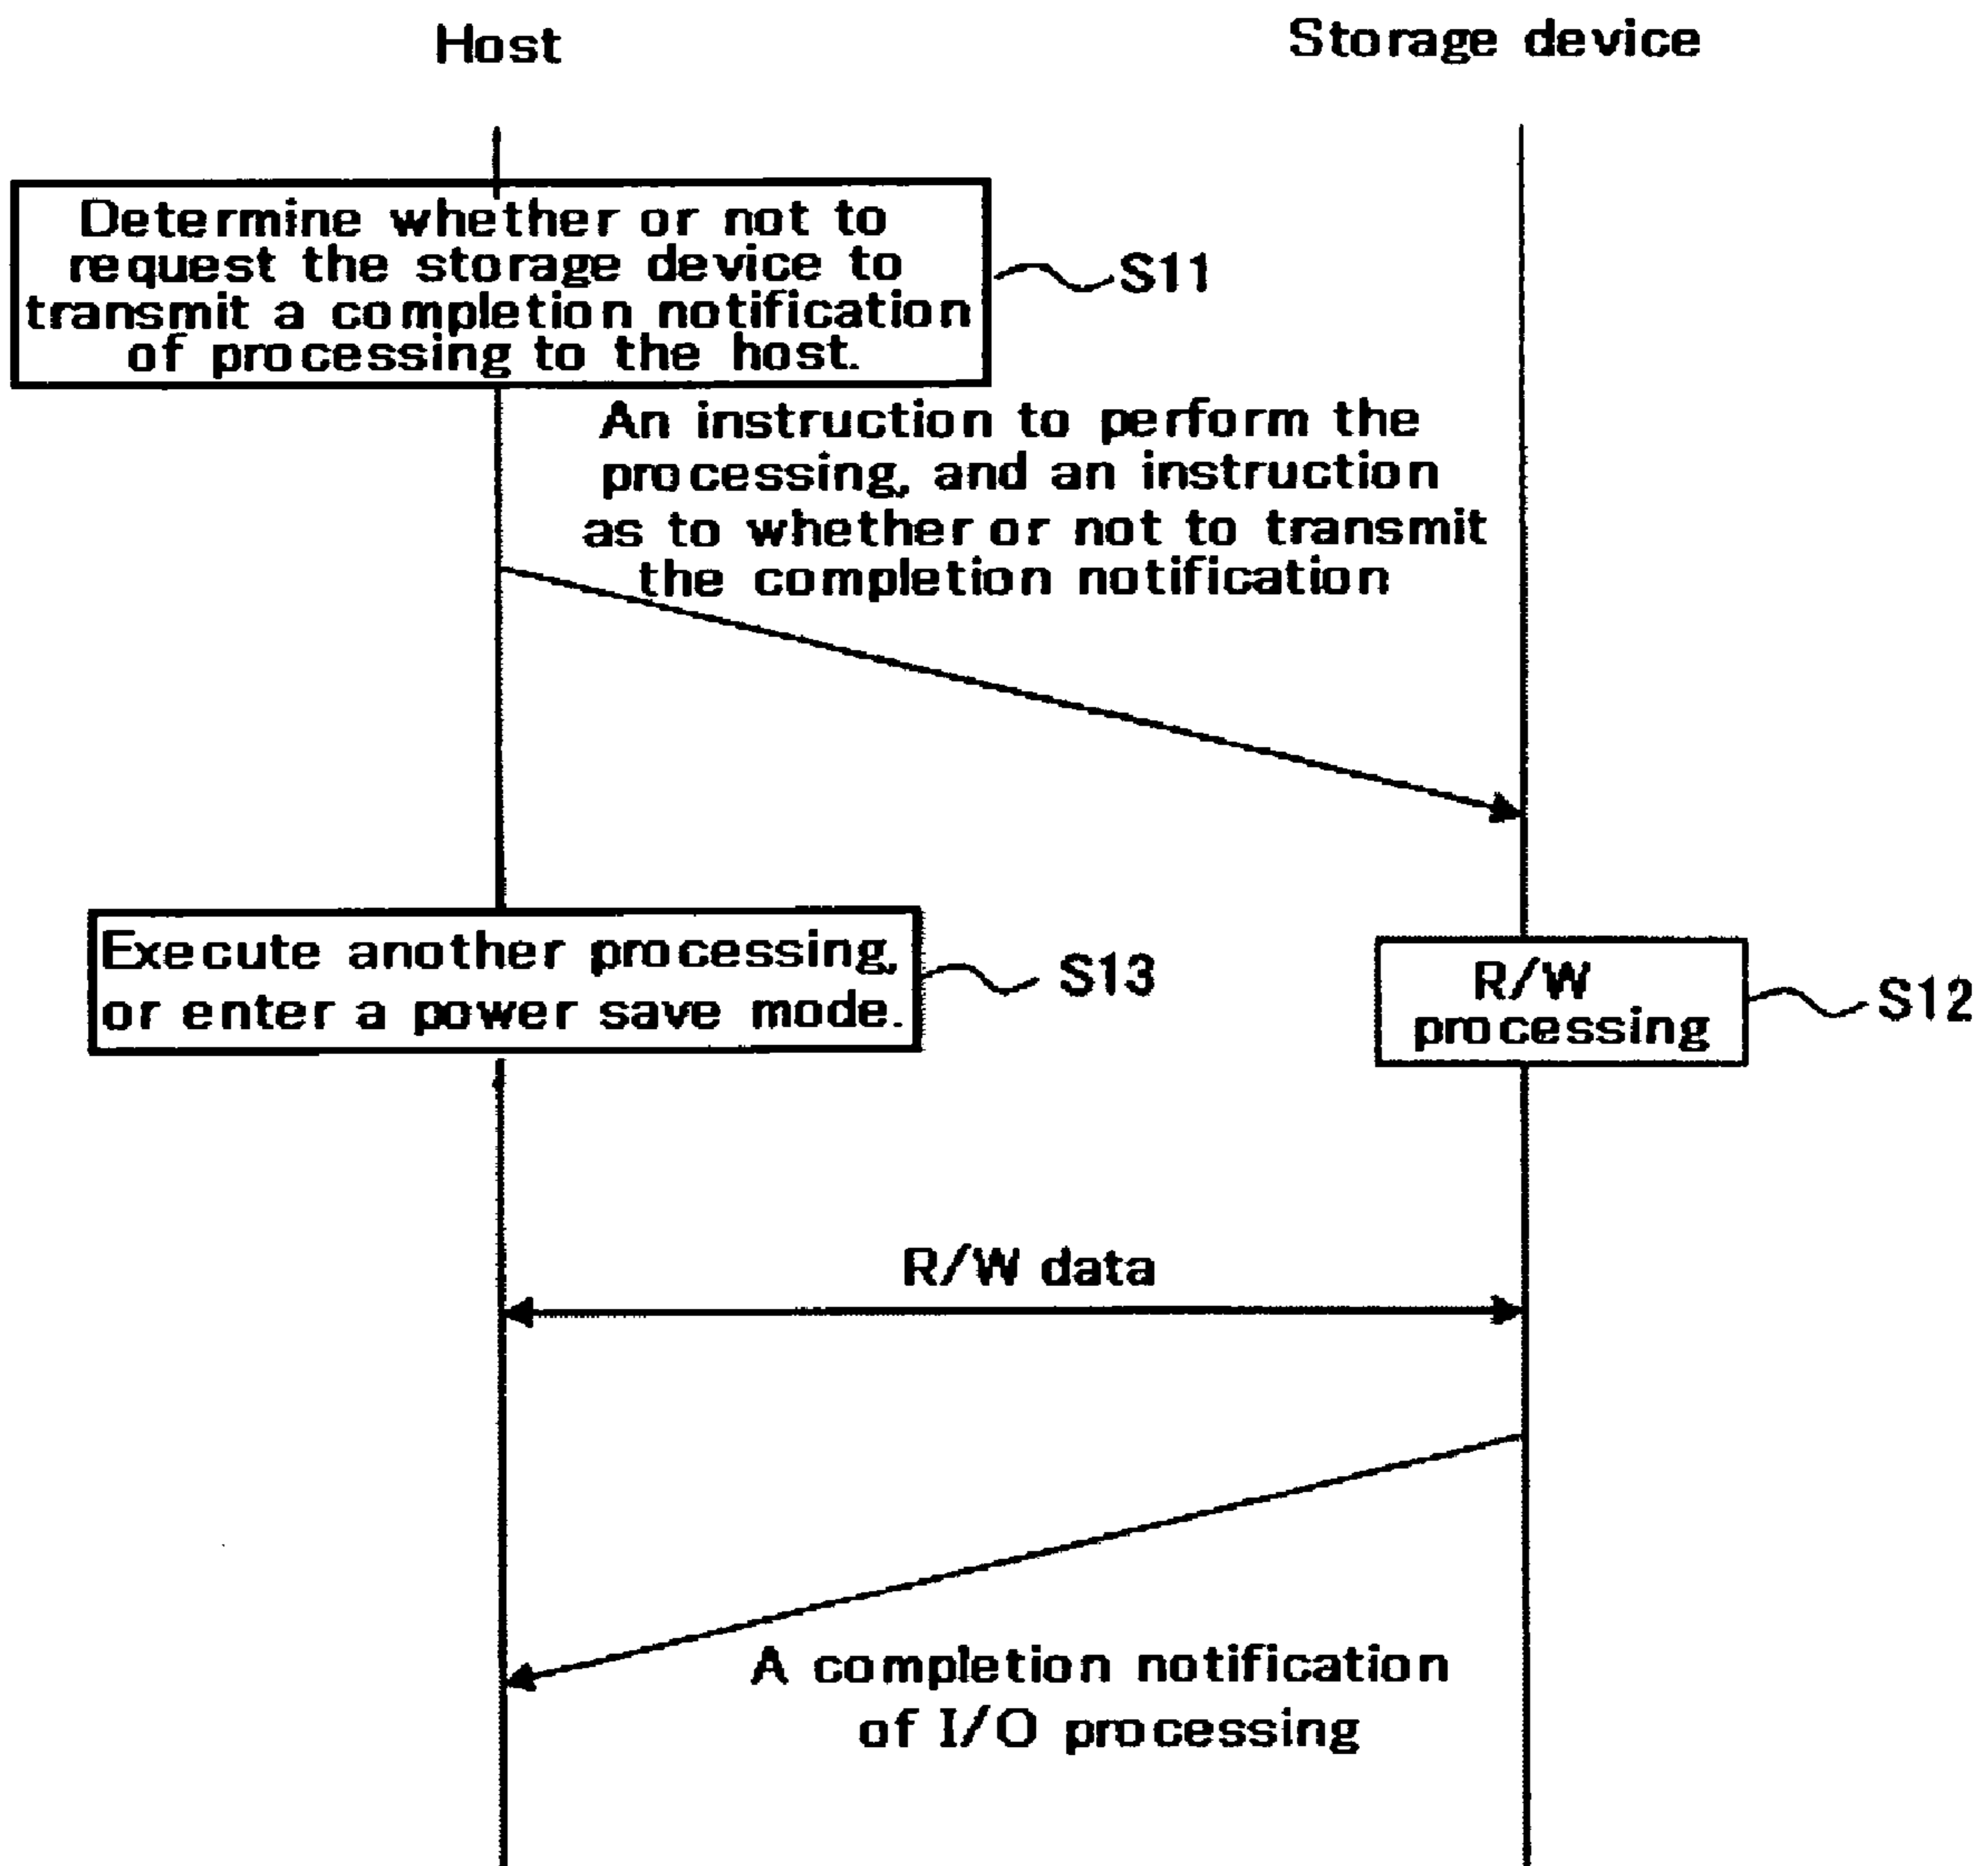 Host
Storage device
Determine whether or not to
request the storage device to
transmit a completion notification
of processing to the host.
S11
An instruction to perform the
processing, and an instruction
as to whether or not to transmit
the completion notification
Execute another processing,
or enter a power save mode.
S13
R/W
processing
S12
R/W data
A completion notification
of I/O processing